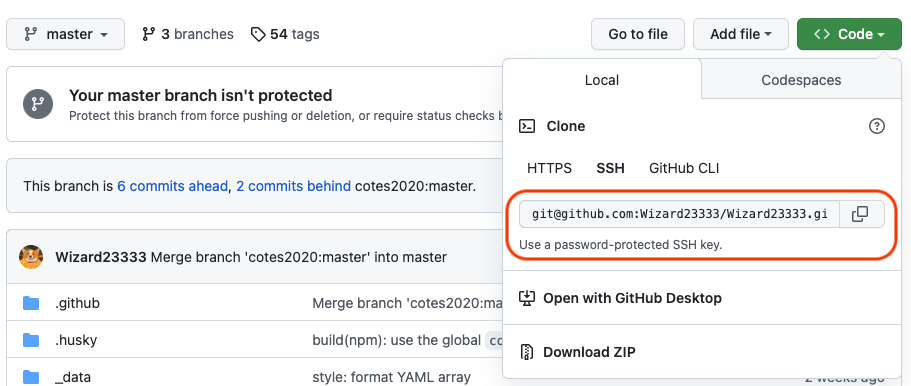 master 3 branches 54 tags Go to file Add file Code
Local Codespaces
Your master branch isn't protected
Protect this branch from force pushing or deletion, or require status checks
Clone
HTTPS SSH GitHub CLI
This branch is 6 commits ahead, 2 commits behind cotes2020:master.
git@github.com:Wizard23333/Wizard23333.gi
Use a password-protected SSH key.
Wizard23333 Merge branch 'cotes2020:master' into master
Open with GitHub Desktop
.github Merge branch 'cotes2020:ma
.husky build(npm): use the global
Download ZIP
_data style: format YAML array 2 weeks ago